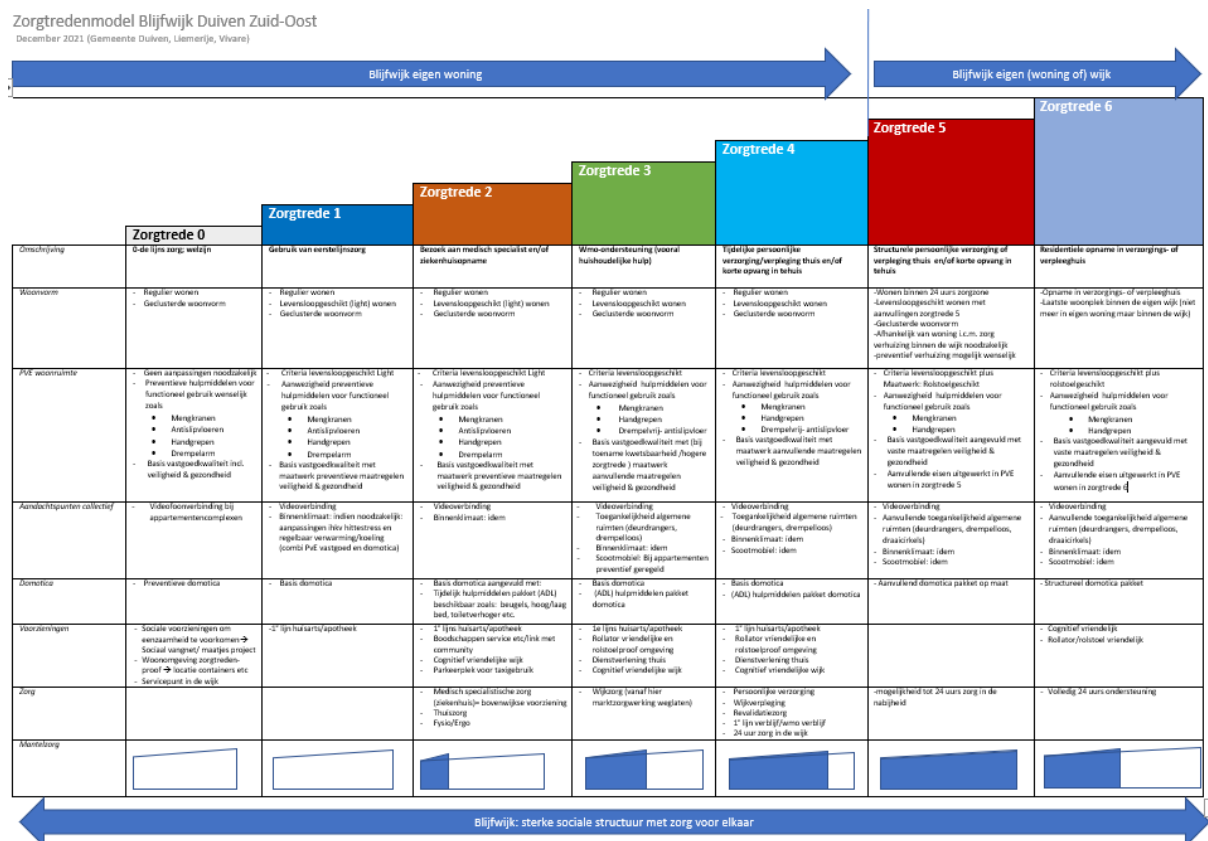 Zorgtredenmodel Blijfwijk Duiven Zuid-Oost
December 2021 (Gemeente Duiven, Liemerije, Vivare)
Blijfwijk eigen woning
Blijfwijk eigen (woning of) wijk
Zorgtrede 0
Zorgtrede 1
Zorgtrede 2
Zorgtrede 3
Zorgtrede 4
Zorgtrede 5
Zorgtrede 6
Omschrijving
0-de lijns zorg; welzijn
Gebruik van eerstelijnszorg
Bezoek aan medisch specialist en/of
ziekenhuisopname
Wmo-ondersteuning (vooral
huishoudelijke hulp)
Tijdelijke persoonlijke
verzorging/verpleging thuis en/of
korte opvang in tehuis
Structurele persoonlijke verzorging of
verpleging thuis en/of korte opvang in
tehuis
Residentiele opname in verzorgings- of
verpleeghuis
Woonvorm
- Regulier wonen
- Geclusterde woonvorm
- Regulier wonen
- Levensloopgeschikt (light) wonen
- Geclusterde woonvorm
- Regulier wonen
- Levensloopgeschikt (light) wonen
- Geclusterde woonvorm
- Regulier wonen
- Levensloopgeschikt wonen
- Geclusterde woonvorm
- Regulier wonen
- Levensloopgeschikt wonen
- Geclusterde woonvorm
-Wonen binnen 24 uurs zorgzone
-Levensloopgeschikt wonen met
aanvullingen zorgtrede 5
-Geclusterde woonvorm
-Afhankelijk van woning i.c.m. zorg
verhuizing binnen de wijk noodzakelijk
-preventief verhuizing mogelijk wenselijk
-Opname in verzorgings- of verpleeghuis
-Laatste woonplek binnen de eigen wijk (niet
meer in eigen woning maar binnen de wijk)
PVE woonruimte
- Geen aanpassingen noodzakelijk
- Preventieve hulpmiddelen voor
functioneel gebruik wenselijk
zoals
• Mengkranen
• Antislipvloeren
• Handgrepen
• Drempelarm
- Basis vastgoedkwaliteit incl.
veiligheid & gezondheid
- Criteria levensloopgeschikt Light
- Aanwezigheid preventieve
hulpmiddelen voor functioneel
gebruik zoals
• Mengkranen
• Antislipvloeren
• Handgrepen
• Drempelarm
- Basis vastgoedkwaliteit met
maatwerk preventieve maatregelen
veiligheid & gezondheid
- Criteria levensloopgeschikt Light
- Aanwezigheid preventieve
hulpmiddelen voor functioneel
gebruik zoals
• Mengkranen
• Antislipvloeren
• Handgrepen
• Drempelarm
- Basis vastgoedkwaliteit met
maatwerk preventieve maatregelen
veiligheid & gezondheid
- Criteria levensloopgeschikt
- Aanwezigheid hulpmiddelen voor
functioneel gebruik zoals
• Mengkranen
• Handgrepen
• Drempelvrij- antislipvloer
- Basis vastgoedkwaliteit met (bij
toename kwetsbaarheid /hogere
zorgtrede ) maatwerk
aanvullende maatregelen
veiligheid & gezondheid
- Criteria levensloopgeschikt
- Aanwezigheid hulpmiddelen voor
functioneel gebruik zoals
• Mengkranen
• Handgrepen
• Drempelvrij- antislipvloer
- Basis vastgoedkwaliteit met
maatwerk aanvullende maatregelen
veiligheid & gezondheid
- Criteria levensloopgeschikt plus
Maatwerk: Rolstoelgeschikt
- Aanwezigheid hulpmiddelen voor
functioneel gebruik zoals
• Mengkranen
• Handgrepen
- Basis vastgoedkwaliteit aangevuld met
vaste maatregelen veiligheid &
gezondheid
- Aanvullende eisen uitgewerkt in PVE
wonen in zorgtrede 5
- Criteria levensloopgeschikt plus
rolstoelgeschikt
- Aanwezigheid hulpmiddelen voor
functioneel gebruik zoals
• Mengkranen
• Handgrepen
- Basis vastgoedkwaliteit aangevuld met
vaste maatregelen veiligheid &
gezondheid
- Aanvullende eisen uitgewerkt in PVE
wonen in zorgtrede 6
Aandachtspunten collectief
- Videofoonverbinding bij
appartementencomplexen
- Videoverbinding
- Binnenklimaat: indien noodzakelijk:
aanpassingen ihkv hittestress en
regelbaar verwarming/koeling
(combi PvE vastgoed en domotica)
- Videoverbinding
- Binnenklimaat: idem
- Videoverbinding
- Toegankelijkheid algemene
ruimten (deurdrangers,
drempelloos)
- Binnenklimaat: idem
- Scootmobiel: Bij appartementen
preventief geregeld
- Videoverbinding
- Toegankelijkheid algemene ruimten
(deurdrangers, drempelloos)
- Binnenklimaat: idem
- Scootmobiel: idem
- Videoverbinding
- Aanvullende toegankelijkheid algemene
ruimten (deurdrangers, drempelloos,
draaicirkels)
- Binnenklimaat: idem
- Scootmobiel: idem
- Videoverbinding
- Aanvullende toegankelijkheid algemene
ruimten (deurdrangers, drempelloos,
draaicirkels)
- Binnenklimaat: idem
- Scootmobiel: idem
Domotica
- Preventieve domotica
- Basis domotica
- Basis domotica aangevuld met:
- Tijdelijk hulpmiddelen pakket (ADL)
beschikbaar zoals: beugels, hoog/laag
bed, toiletverhoger etc.
- Basis domotica
- (ADL) hulpmiddelen pakket
domotica
- Basis domotica
- (ADL) hulpmiddelen pakket domotica
- Aanvullend domotica pakket op maat
- Structureel domotica pakket
Voorzieningen
- Sociale voorzieningen om
eenzaamheid te voorkomen→
Sociaal vangnet/ maatjes project
- Woonomgeving zorgtreden-
proof → locatie containers etc
- Servicepunt in de wijk
-1° lijn huisarts/apotheek
- 1° lijn huisarts/apotheek
- Boodschappen service etc/link met
community
- Cognitief vriendelijke wijk
- Parkeerplek voor taxigebruik
- 1e lijns huisarts/apotheek
- Rollator vriendelijke en
rolstoelproof omgeving
- Dienstverlening thuis
- Cognitief vriendelijke wijk
- 1° lijn huisarts/apotheek
- Rollator vriendelijke en
rolstoelproof omgeving
- Dienstverlening thuis
- Cognitief vriendelijke wijk
- Cognitief vriendelijk
- Rollator/rolstoel vriendelijk
Zorg
- Medisch specialistische zorg
(ziekenhuis)= bovenwijkse voorziening
- Thuiszorg
- Fysio/Ergo
- Wijkzorg (vanaf hier
marktzorgwerking weglaten)
- Persoonlijke verzorging
- Wijkverpleging
- Revalidatiezorg
- 1° lijn verblijf/wmo verblijf
- 24 uur zorg in de wijk
-mogelijkheid tot 24 uurs zorg in de
nabijheid
- Volledig 24 uurs ondersteuning
Mantelzorg
Blijfwijk: sterke sociale structuur met zorg voor elkaar